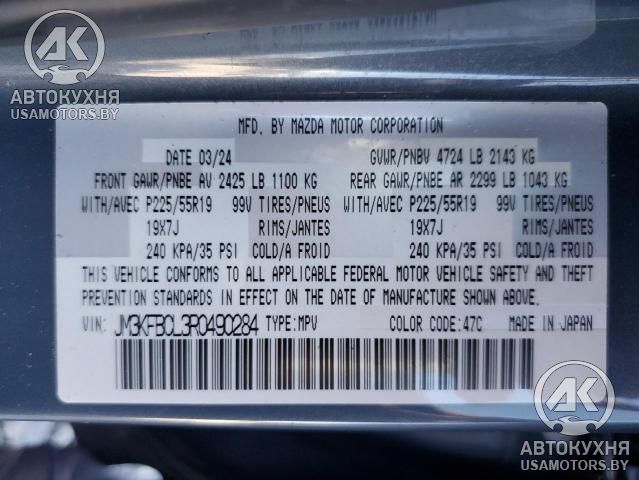 AK
АВТОКУХНЯ
USAMOTORS.BY
MFD. BY MAZDA MOTOR CORPORATION
DATE 03/24 GVWR/PNBV 4724 LB 2143 KG
FRONT GAWR/PNBE AV 2425 LB 1100 KG REAR GAWR/PNBE AR 2299 LB 1043 KG
WITH/AVEC P225/55R19 99V TIRES/PNEUS WITH/AVEC P225/55R19 99V TIRES/PNEUS
19X7J RIMS/JANTES 19X7J RIMS/JANTES
240 KPA/35 PSI COLD/A FROID 240 KPA/35 PSI COLD/A FROID
THIS VEHICLE CONFORMS TO ALL APPLICABLE FEDERAL MOTOR VEHICLE SAFETY AND THEFT
PREVENTION STANDARDS IN EFFECT ON THE DATE OF MANUFACTURE SHOWN ABOVE.
VIN: JM3KFBCL3R0490284 TYPE:MPV COLOR CODE:47C MADE IN JAPAN
AK
АВТОКУХНЯ
USAMOTORS.BY